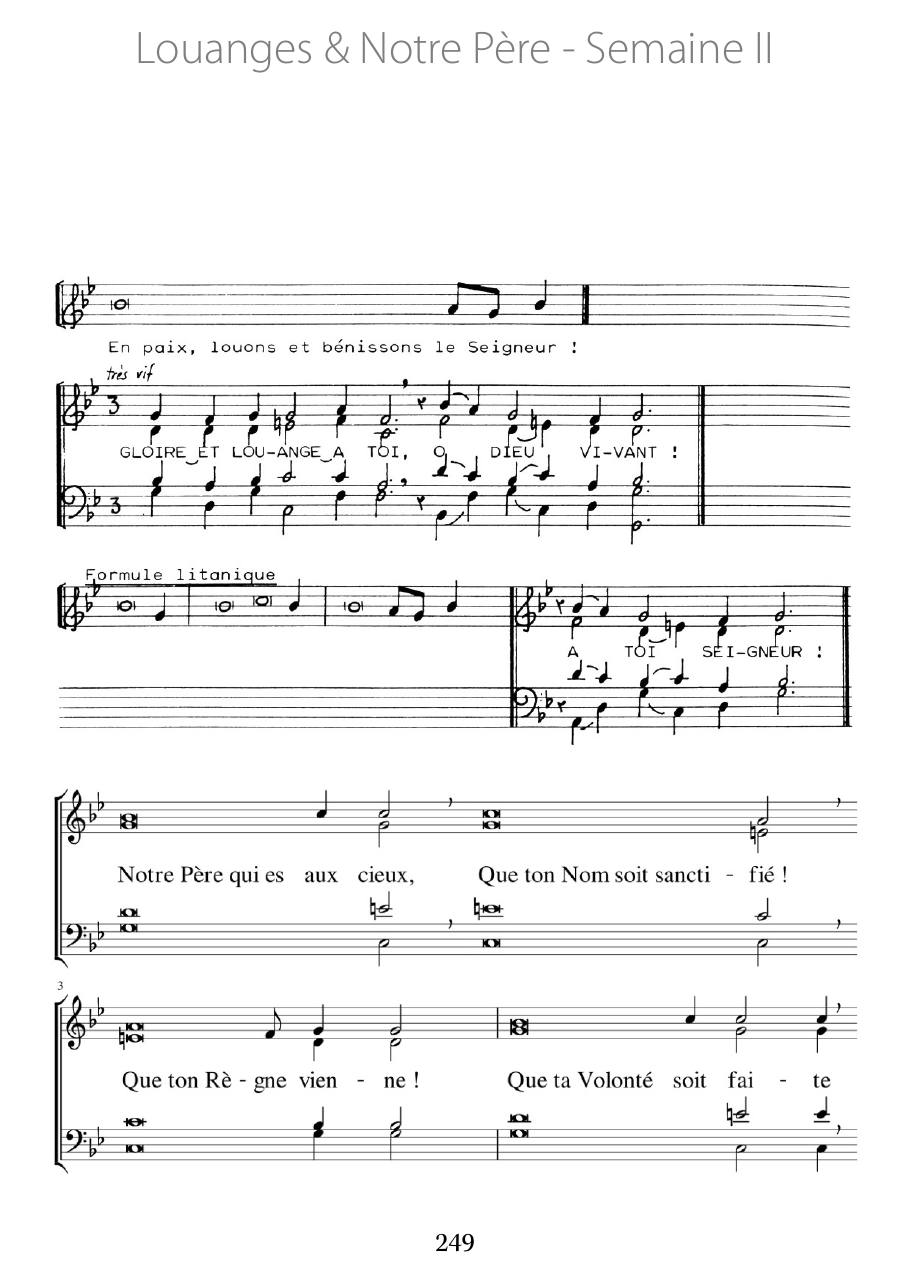 Louanges & Notre Père - Semaine II
En paix, louons et bénissons le Seigneur !
très vif
3
GLOIRE ET LOU-ANGE A TOI, O DIEU VI-VANT !
3
Formule litanique
A TOI SEI-GNEUR !
Notre Père qui es aux cieux, Que ton Nom soit sancti - fié !
3
Que ton Rè - gne vien - ne ! Que ta Volonté soit fai - te
249